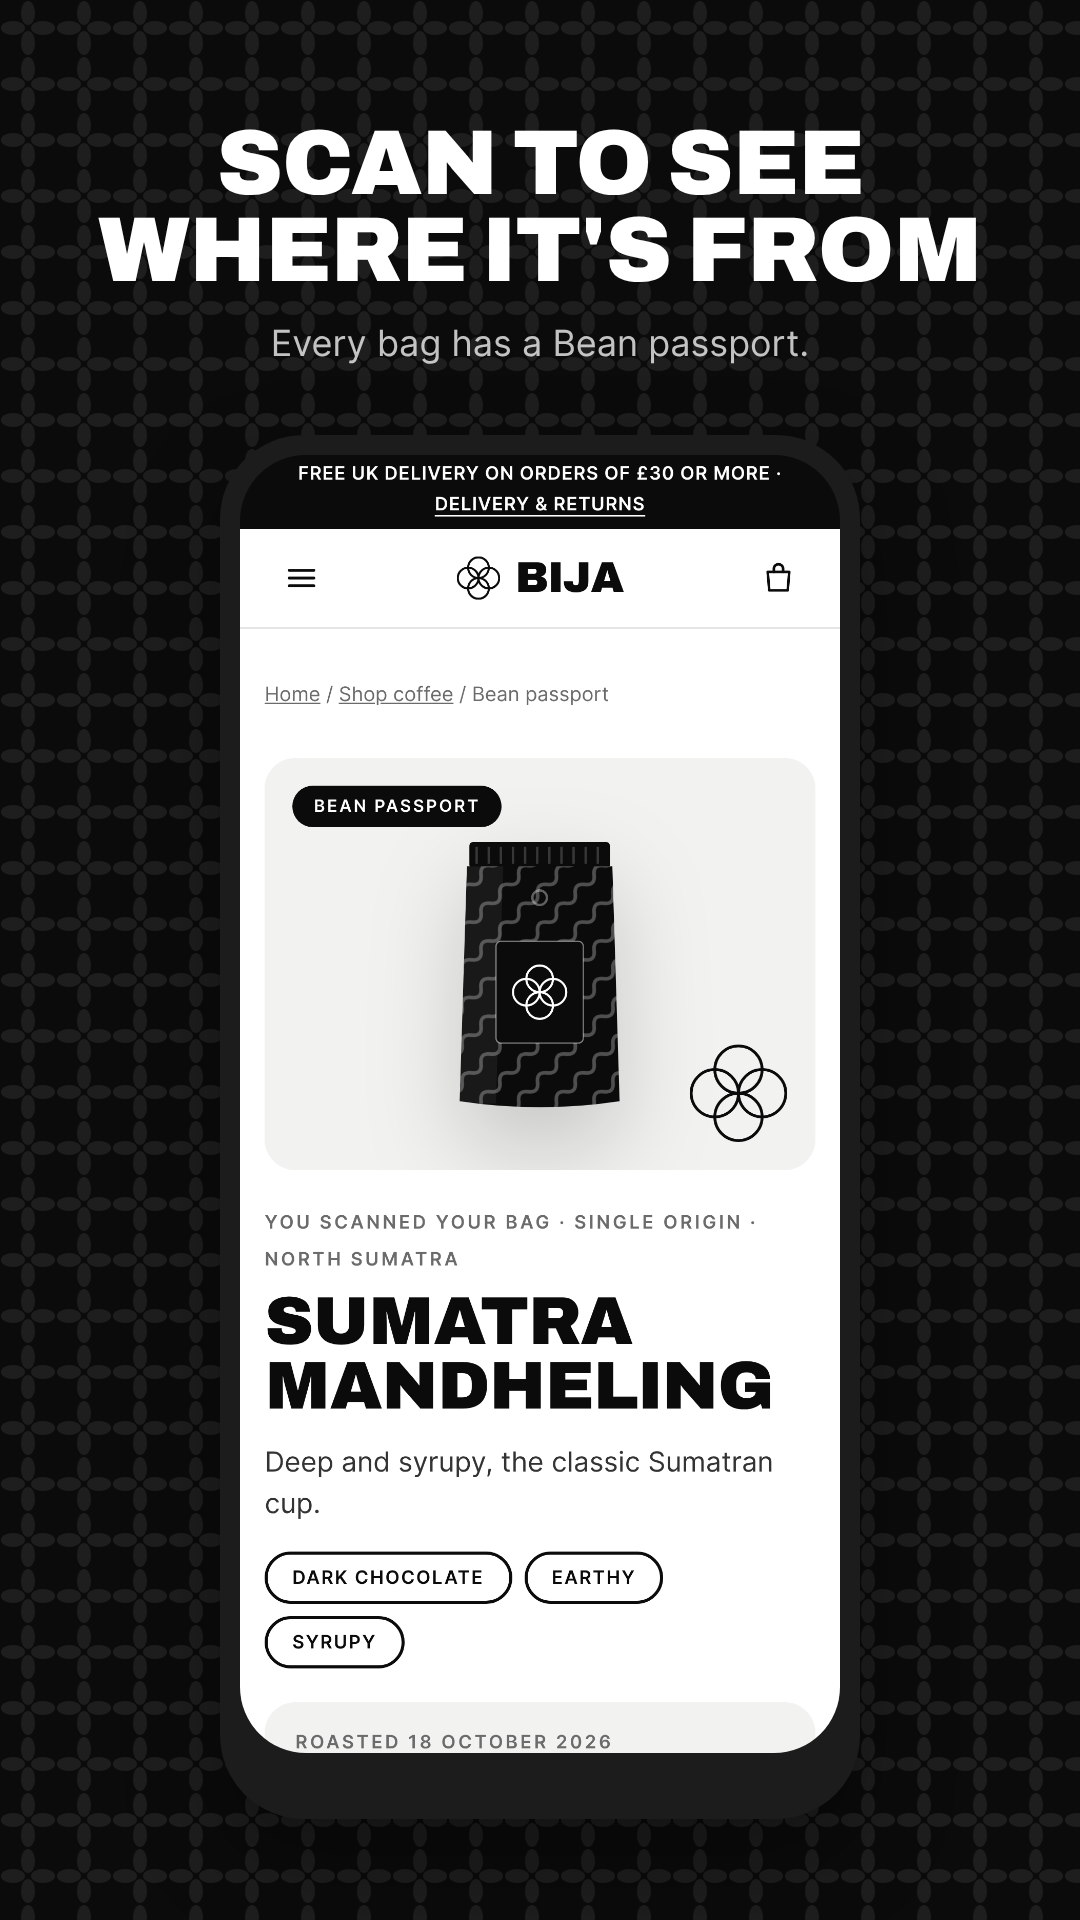 SCAN TO SEE
WHERE IT'S FROM
Every bag has a Bean passport.
FREE UK DELIVERY ON ORDERS OF £30 OR MORE ·
DELIVERY & RETURNS
BIJA
Home / Shop coffee / Bean passport
BEAN PASSPORT
YOU SCANNED YOUR BAG · SINGLE ORIGIN ·
NORTH SUMATRA
SUMATRA
MANDHELING
Deep and syrupy, the classic Sumatran
cup.
DARK CHOCOLATE
EARTHY
SYRUPY
ROASTED 18 OCTOBER 2026